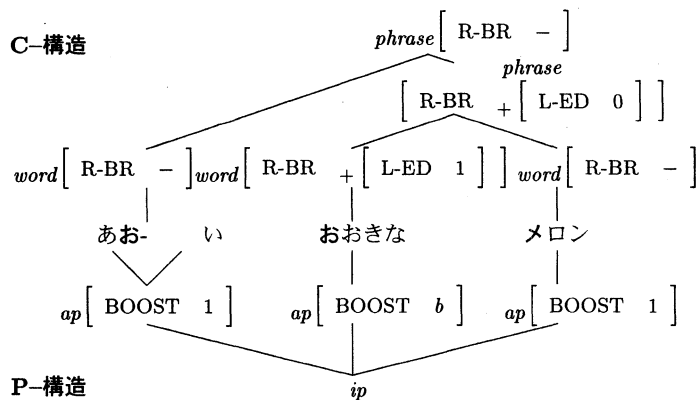 C–構造
phrase[ R-BR – ]
phrase
[ R-BR + [ L-ED 0 ] ]
word[ R-BR – ] word[ R-BR + [ L-ED 1 ] ] word[ R-BR – ]
あお- い おおきな メロン
ap[ BOOST 1 ] ap[ BOOST b ] ap[ BOOST 1 ]
P–構造 ip